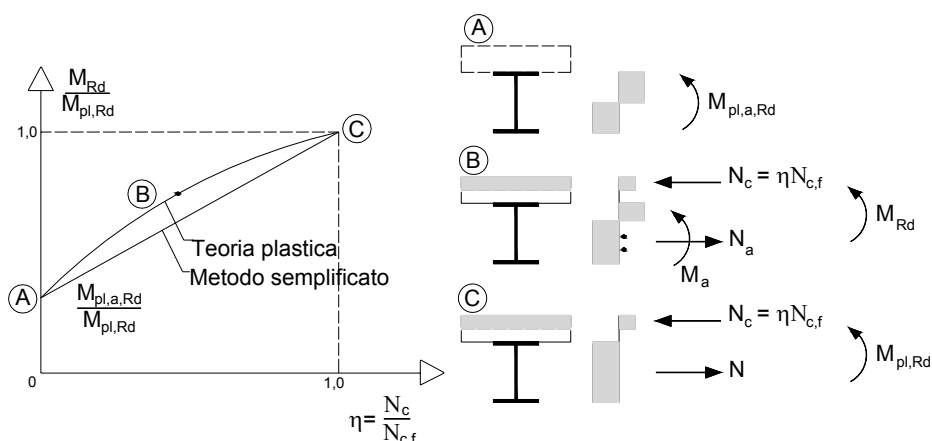 M_Rd
M_pl,Rd
1,0
C
B
Teoria plastica
Metodo semplificato
A
M_pl,a,Rd
M_pl,Rd
0
1,0
η = N_c
N_c,f
A
M_pl,a,Rd
B
N_c = ηN_c,f
M_Rd
N_a
M_a
C
N_c = ηN_c,f
M_pl,Rd
N